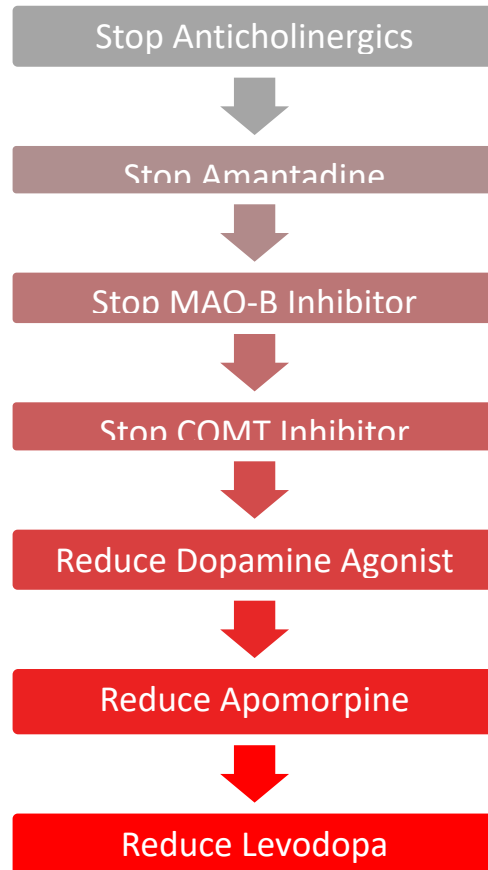 Stop Anticholinergics
Stop Amantadine
Stop MAO-B Inhibitor
Stop COMT Inhibitor
Reduce Dopamine Agonist
Reduce Apomorpine
Reduce Levodopa